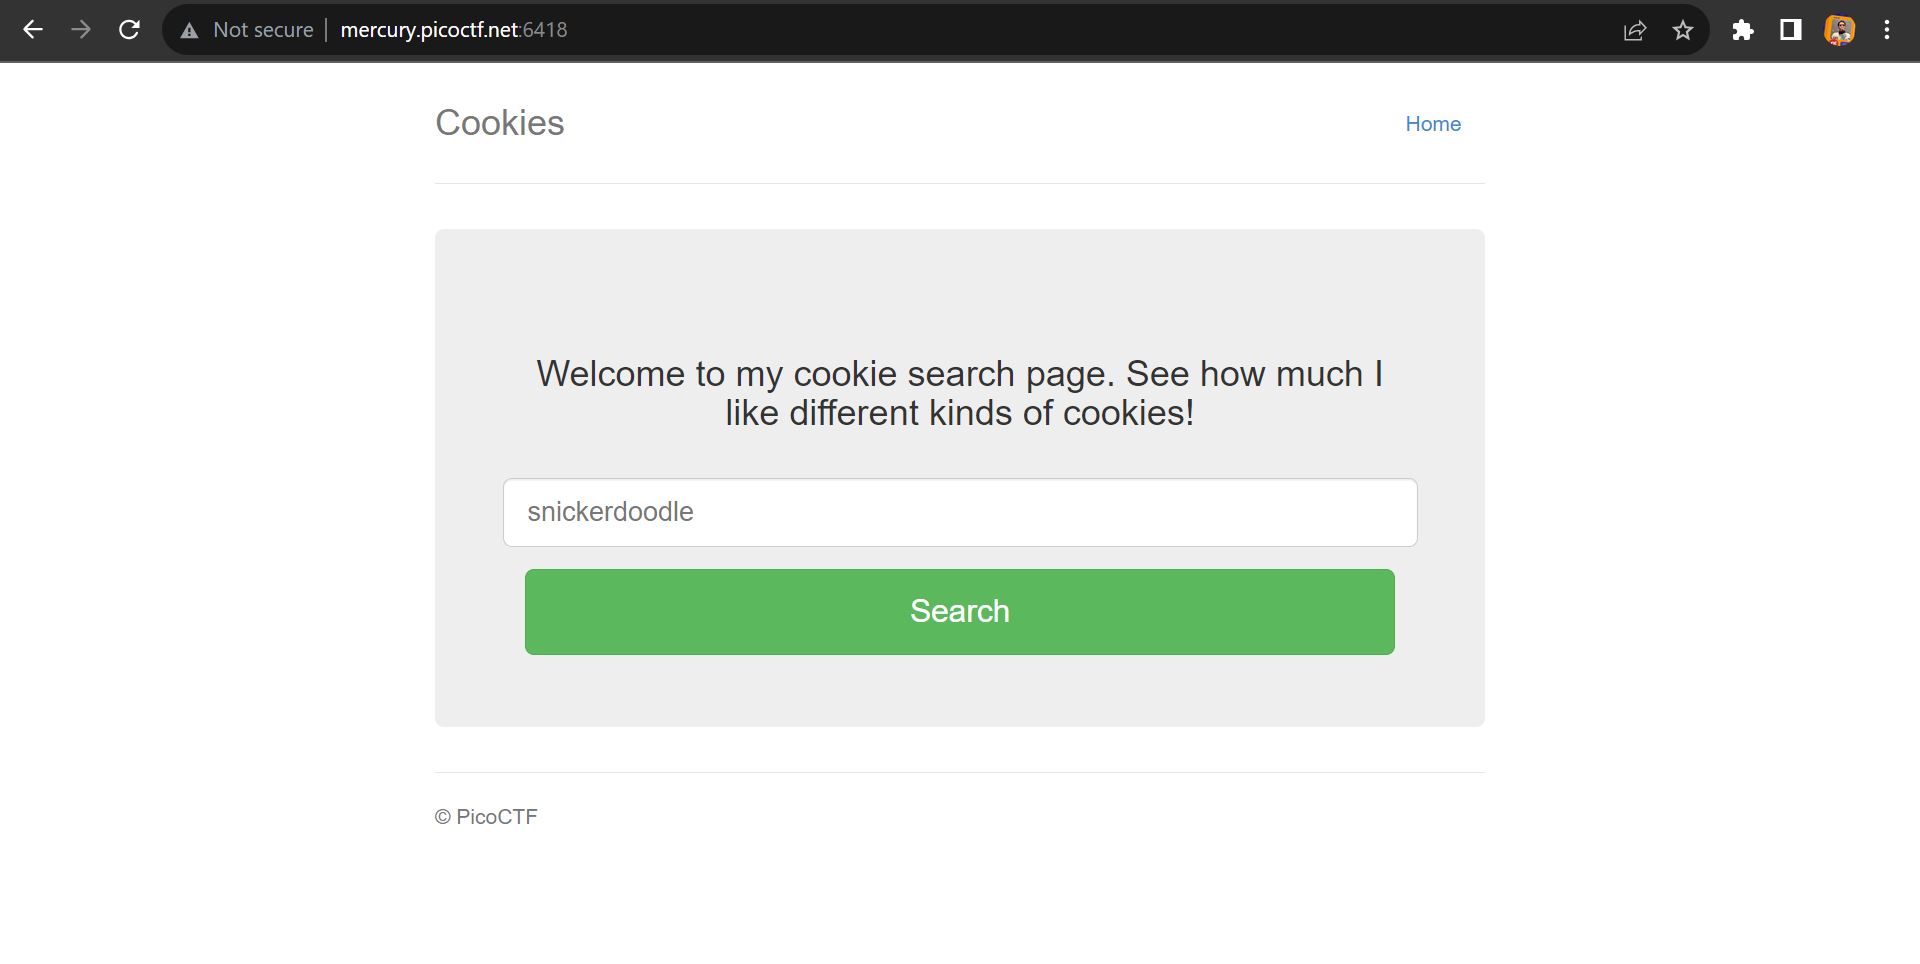 Not secure | mercury.picoctf.net:6418
Cookies
Home
Welcome to my cookie search page. See how much I
like different kinds of cookies!
snickerdoodle
Search
© PicoCTF